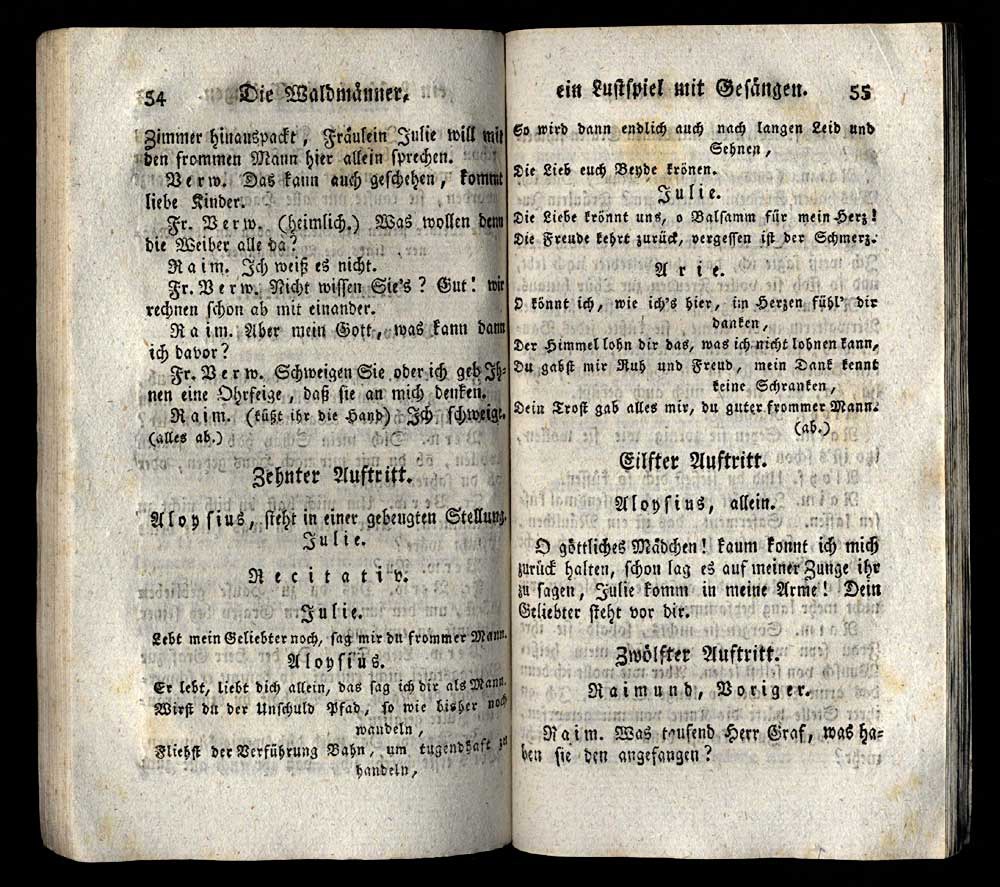 54 Die Waldmänner,
Zimmer hinauspackt, Fräulein Julie will mit
den frommen Mann hier allein sprechen.
Verw. Das kann auch geschehen, kommt
liebe Kinder.
Fr. Verw. (heimlich.) Was wollen denn
die Weiber alle da?
Raim. Ich weiß es nicht.
Fr. Verw. Nicht wissen Sie's? Gut! wir
rechnen schon ab mit einander.
Raim. Aber mein Gott, was kann dann
ich davor?
Fr. Verw. Schweigen Sie oder ich geb Ih=
nen eine Ohrfeige, daß sie an mich denken.
Raim. (küßt ihr die Hand) Ich schweige.
(alles ab.)
Zehnter Auftritt.
Aloysius, steht in einer gebeugten Stellung.
Julie.
Recitativ.
Julie.
Lebt mein Geliebter noch, sag mir du frommer Mann.
Aloysius.
Er lebt, liebt dich allein, das sag ich dir als Mann.
Wirst du der Unschuld Pfad, so wie bisher noch
wandeln,
Fliehst der Verführung Bahn, um tugendhaft zu
handeln,
ein Lustspiel mit Gesängen. 55
So wird dann endlich auch nach langen Leid und
Sehnen,
Die Lieb euch Beyde krönen.
Julie.
Die Liebe krönnt uns, o Balsamm für mein Herz!
Die Freude kehrt zurück, vergessen ist der Schmerz.
Arie.
O könnt ich, wie ich's hier, im Herzen fühl' dir
danken,
Der Himmel lohn dir das, was ich nicht lohnen kann,
Du gabst mir Ruh und Freud, mein Dank kennt
keine Schranken,
Dein Trost gab alles mir, du guter frommer Mann.
(ab.)
Eilfter Auftritt.
Aloysius, allein.
O göttliches Mädchen! kaum konnt ich mich
zurück halten, schon lag es auf meiner Zunge ihr
zu sagen, Julie komm in meine Arme! Dein
Geliebter steht vor dir.
Zwölfter Auftritt.
Raimund, Voriger.
Raim. Was tausend Herr Graf, was ha=
ben sie den angefangen?